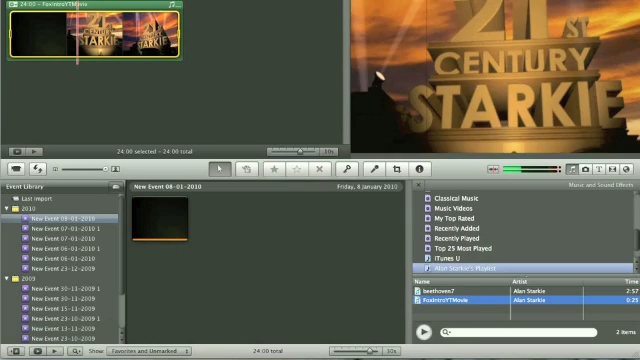 24:00 - FoxIntroYTMovie
21 ST
CENTURY
STARKIE
21
CENTURY
STARKIE
24:00 selected - 24:00 total
10s
Event Library
New Event 08-01-2010
Friday, 8 January 2010
Music and Sound Effects
Last Import
2010
New Event 08-01-2010
New Event 07-01-2010 1
New Event 07-01-2010
New Event 06-01-2010 1
New Event 06-01-2010
New Event 23-12-2009
2009
New Event 30-11-2009 1
New Event 30-11-2009
New Event 23-10-2009 1
New Event 13-11-2009
New Event 15-11-2009
New Event 23-10-2009
Classical Music
Music Videos
My Top Rated
Recently Added
Recently Played
Top 25 Most Played
iTunes U
Alan Starkie's Playlist
Name Artist Time
beethoven7 Alan Starkie 2:57
FoxIntroYTMovie Alan Starkie 0:25
2 items
Show: Favorites and Unmarked
24:00 total
30s